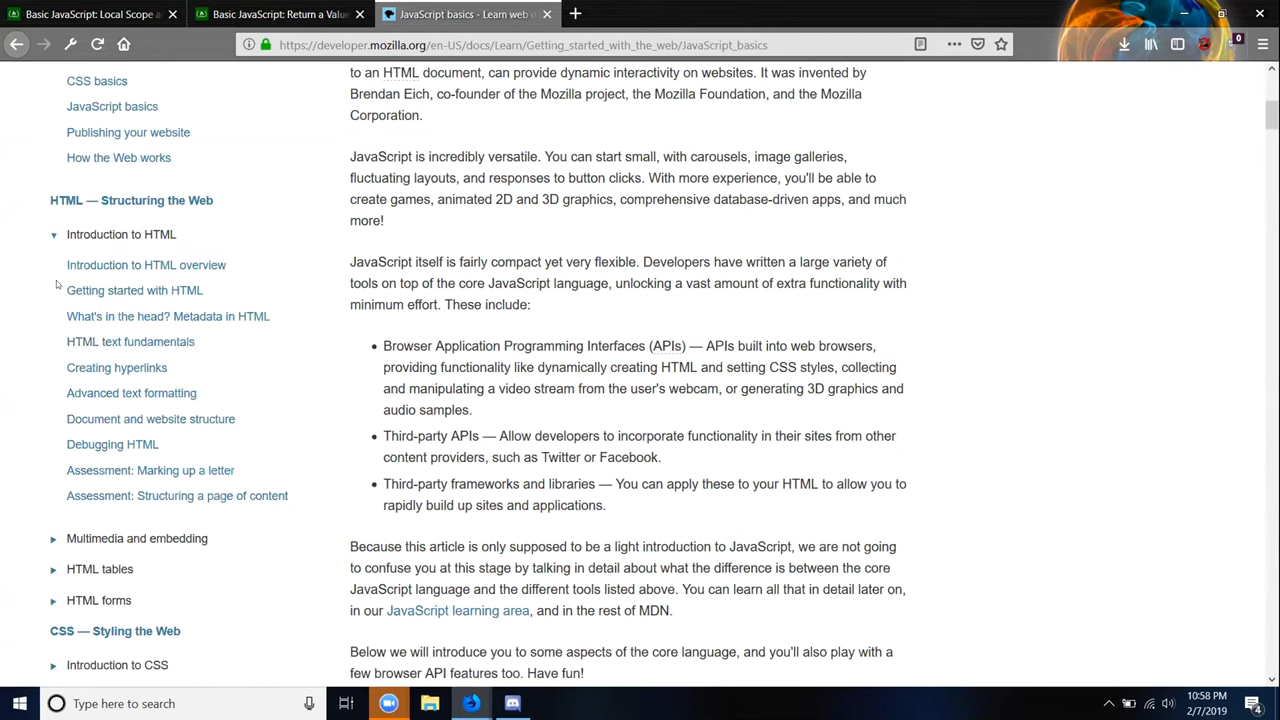 Basic JavaScript: Local Scope a
Basic JavaScript: Return a Value
JavaScript basics - Learn web d
https://developer.mozilla.org/en-US/docs/Learn/Getting_started_with_the_web/JavaScript_basics
0
CSS basics
JavaScript basics
Publishing your website
How the Web works
HTML — Structuring the Web
Introduction to HTML
Introduction to HTML overview
Getting started with HTML
What's in the head? Metadata in HTML
HTML text fundamentals
Creating hyperlinks
Advanced text formatting
Document and website structure
Debugging HTML
Assessment: Marking up a letter
Assessment: Structuring a page of content
Multimedia and embedding
HTML tables
HTML forms
CSS — Styling the Web
Introduction to CSS
to an HTML document, can provide dynamic interactivity on websites. It was invented by
Brendan Eich, co-founder of the Mozilla project, the Mozilla Foundation, and the Mozilla
Corporation.
JavaScript is incredibly versatile. You can start small, with carousels, image galleries,
fluctuating layouts, and responses to button clicks. With more experience, you'll be able to
create games, animated 2D and 3D graphics, comprehensive database-driven apps, and much
more!
JavaScript itself is fairly compact yet very flexible. Developers have written a large variety of
tools on top of the core JavaScript language, unlocking a vast amount of extra functionality with
minimum effort. These include:
• Browser Application Programming Interfaces (APIs) — APIs built into web browsers,
providing functionality like dynamically creating HTML and setting CSS styles, collecting
and manipulating a video stream from the user's webcam, or generating 3D graphics and
audio samples.
• Third-party APIs — Allow developers to incorporate functionality in their sites from other
content providers, such as Twitter or Facebook.
• Third-party frameworks and libraries — You can apply these to your HTML to allow you to
rapidly build up sites and applications.
Because this article is only supposed to be a light introduction to JavaScript, we are not going
to confuse you at this stage by talking in detail about what the difference is between the core
JavaScript language and the different tools listed above. You can learn all that in detail later on,
in our JavaScript learning area, and in the rest of MDN.
Below we will introduce you to some aspects of the core language, and you'll also play with a
few browser API features too. Have fun!
Type here to search
10:58 PM
2/7/2019
4